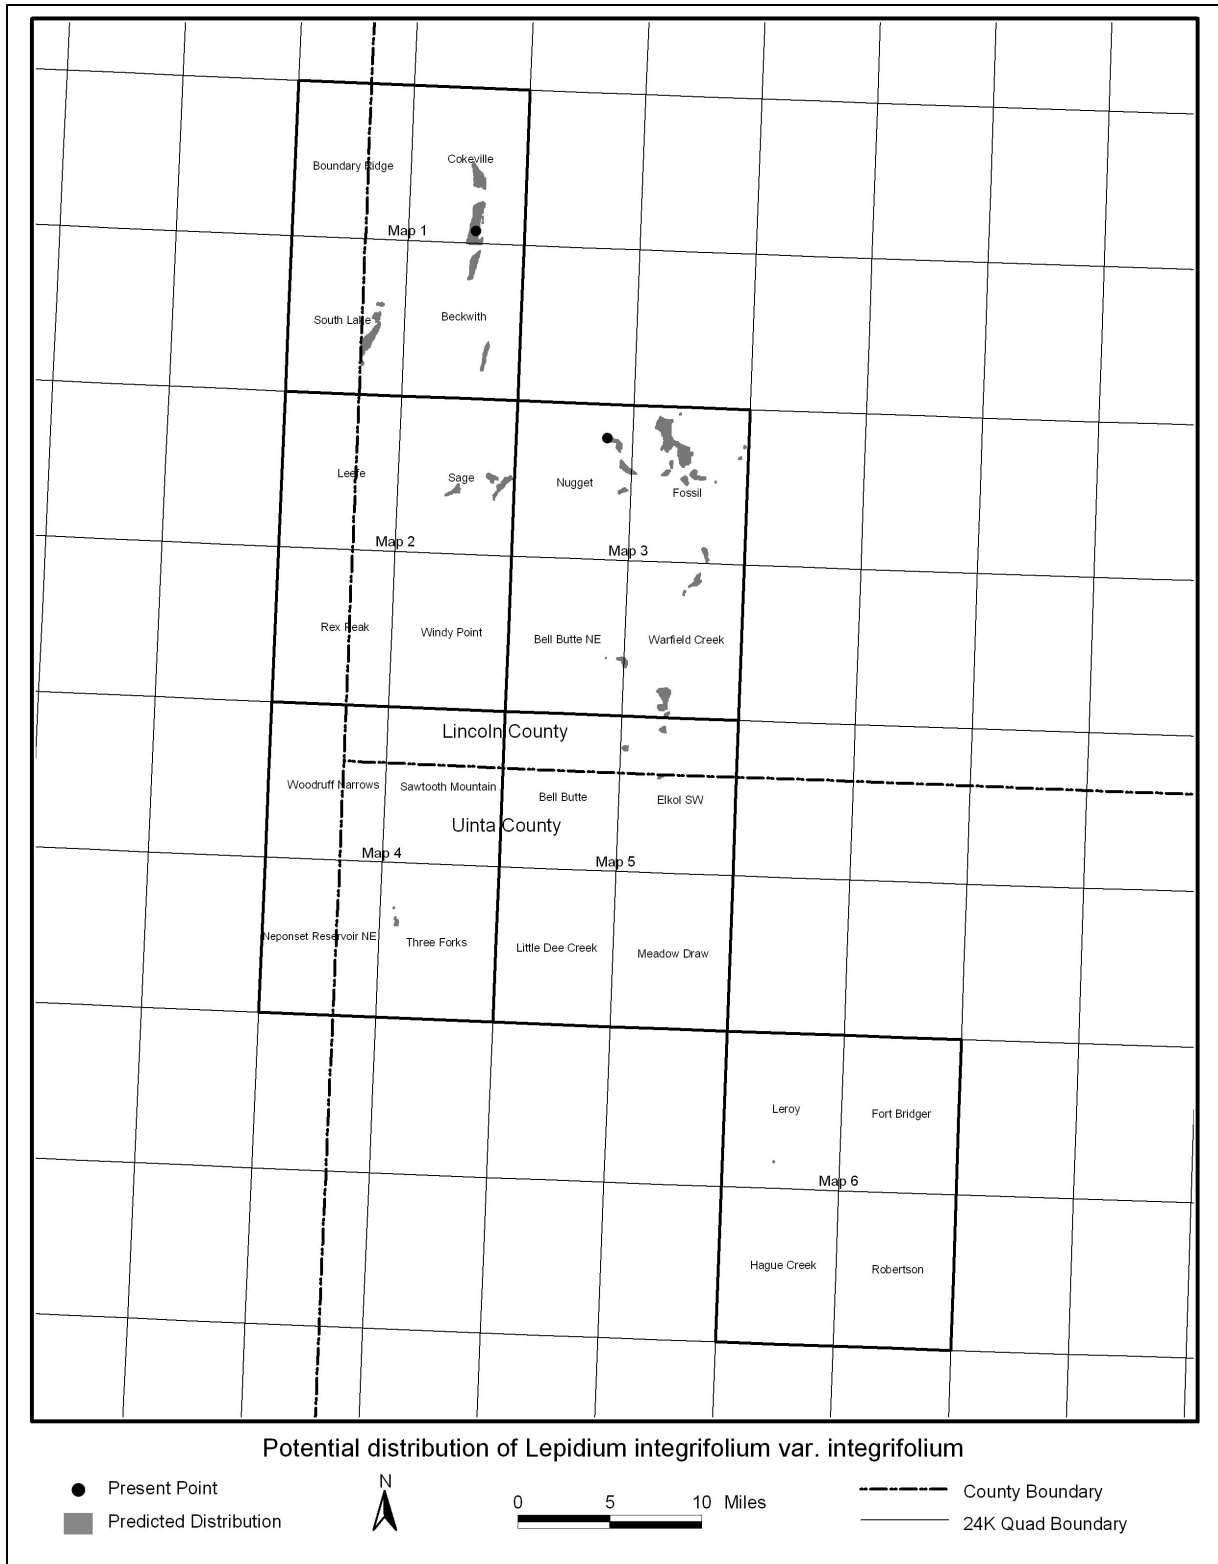 Boundary Ridge
Cokeville
Map 1
South Lake
Beckwith
Leefe
Sage
Nugget
Fossil
Map 2
Map 3
Rex Peak
Windy Point
Bell Butte NE
Warfield Creek
Lincoln County
Woodruff Narrows
Sawtooth Mountain
Bell Butte
Elkol SW
Uinta County
Map 4
Map 5
Neponset Reservoir NE
Three Forks
Little Dee Creek
Meadow Draw
Leroy
Fort Bridger
Map 6
Hague Creek
Robertson
Potential distribution of Lepidium integrifolium var. integrifolium
Present Point
Predicted Distribution
N
0 5 10 Miles
County Boundary
24K Quad Boundary